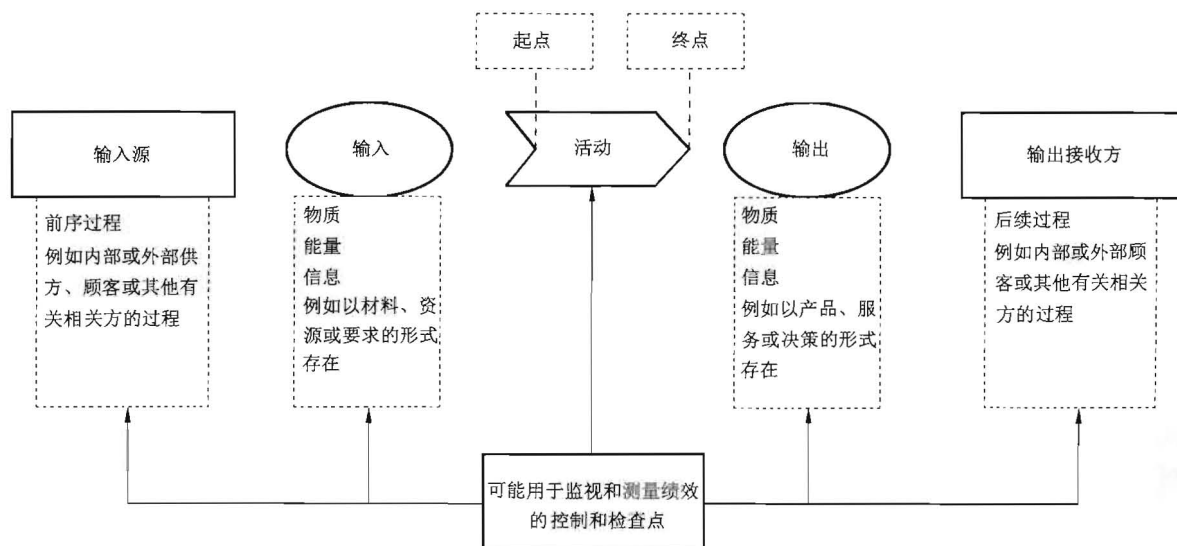 起点
终点
输入源
输入
活动
输出
输出接收方
前序过程
例如内部或外部供
方、顾客或其他有
关相关方的过程
物质
能量
信息
例如以材料、资
源或要求的形式
存在
物质
能量
信息
例如以产品、服
务或决策的形式
存在
后续过程
例如内部或外部顾
客或其他有关相关
方的过程
可能用于监视和测量绩效
的控制和检查点